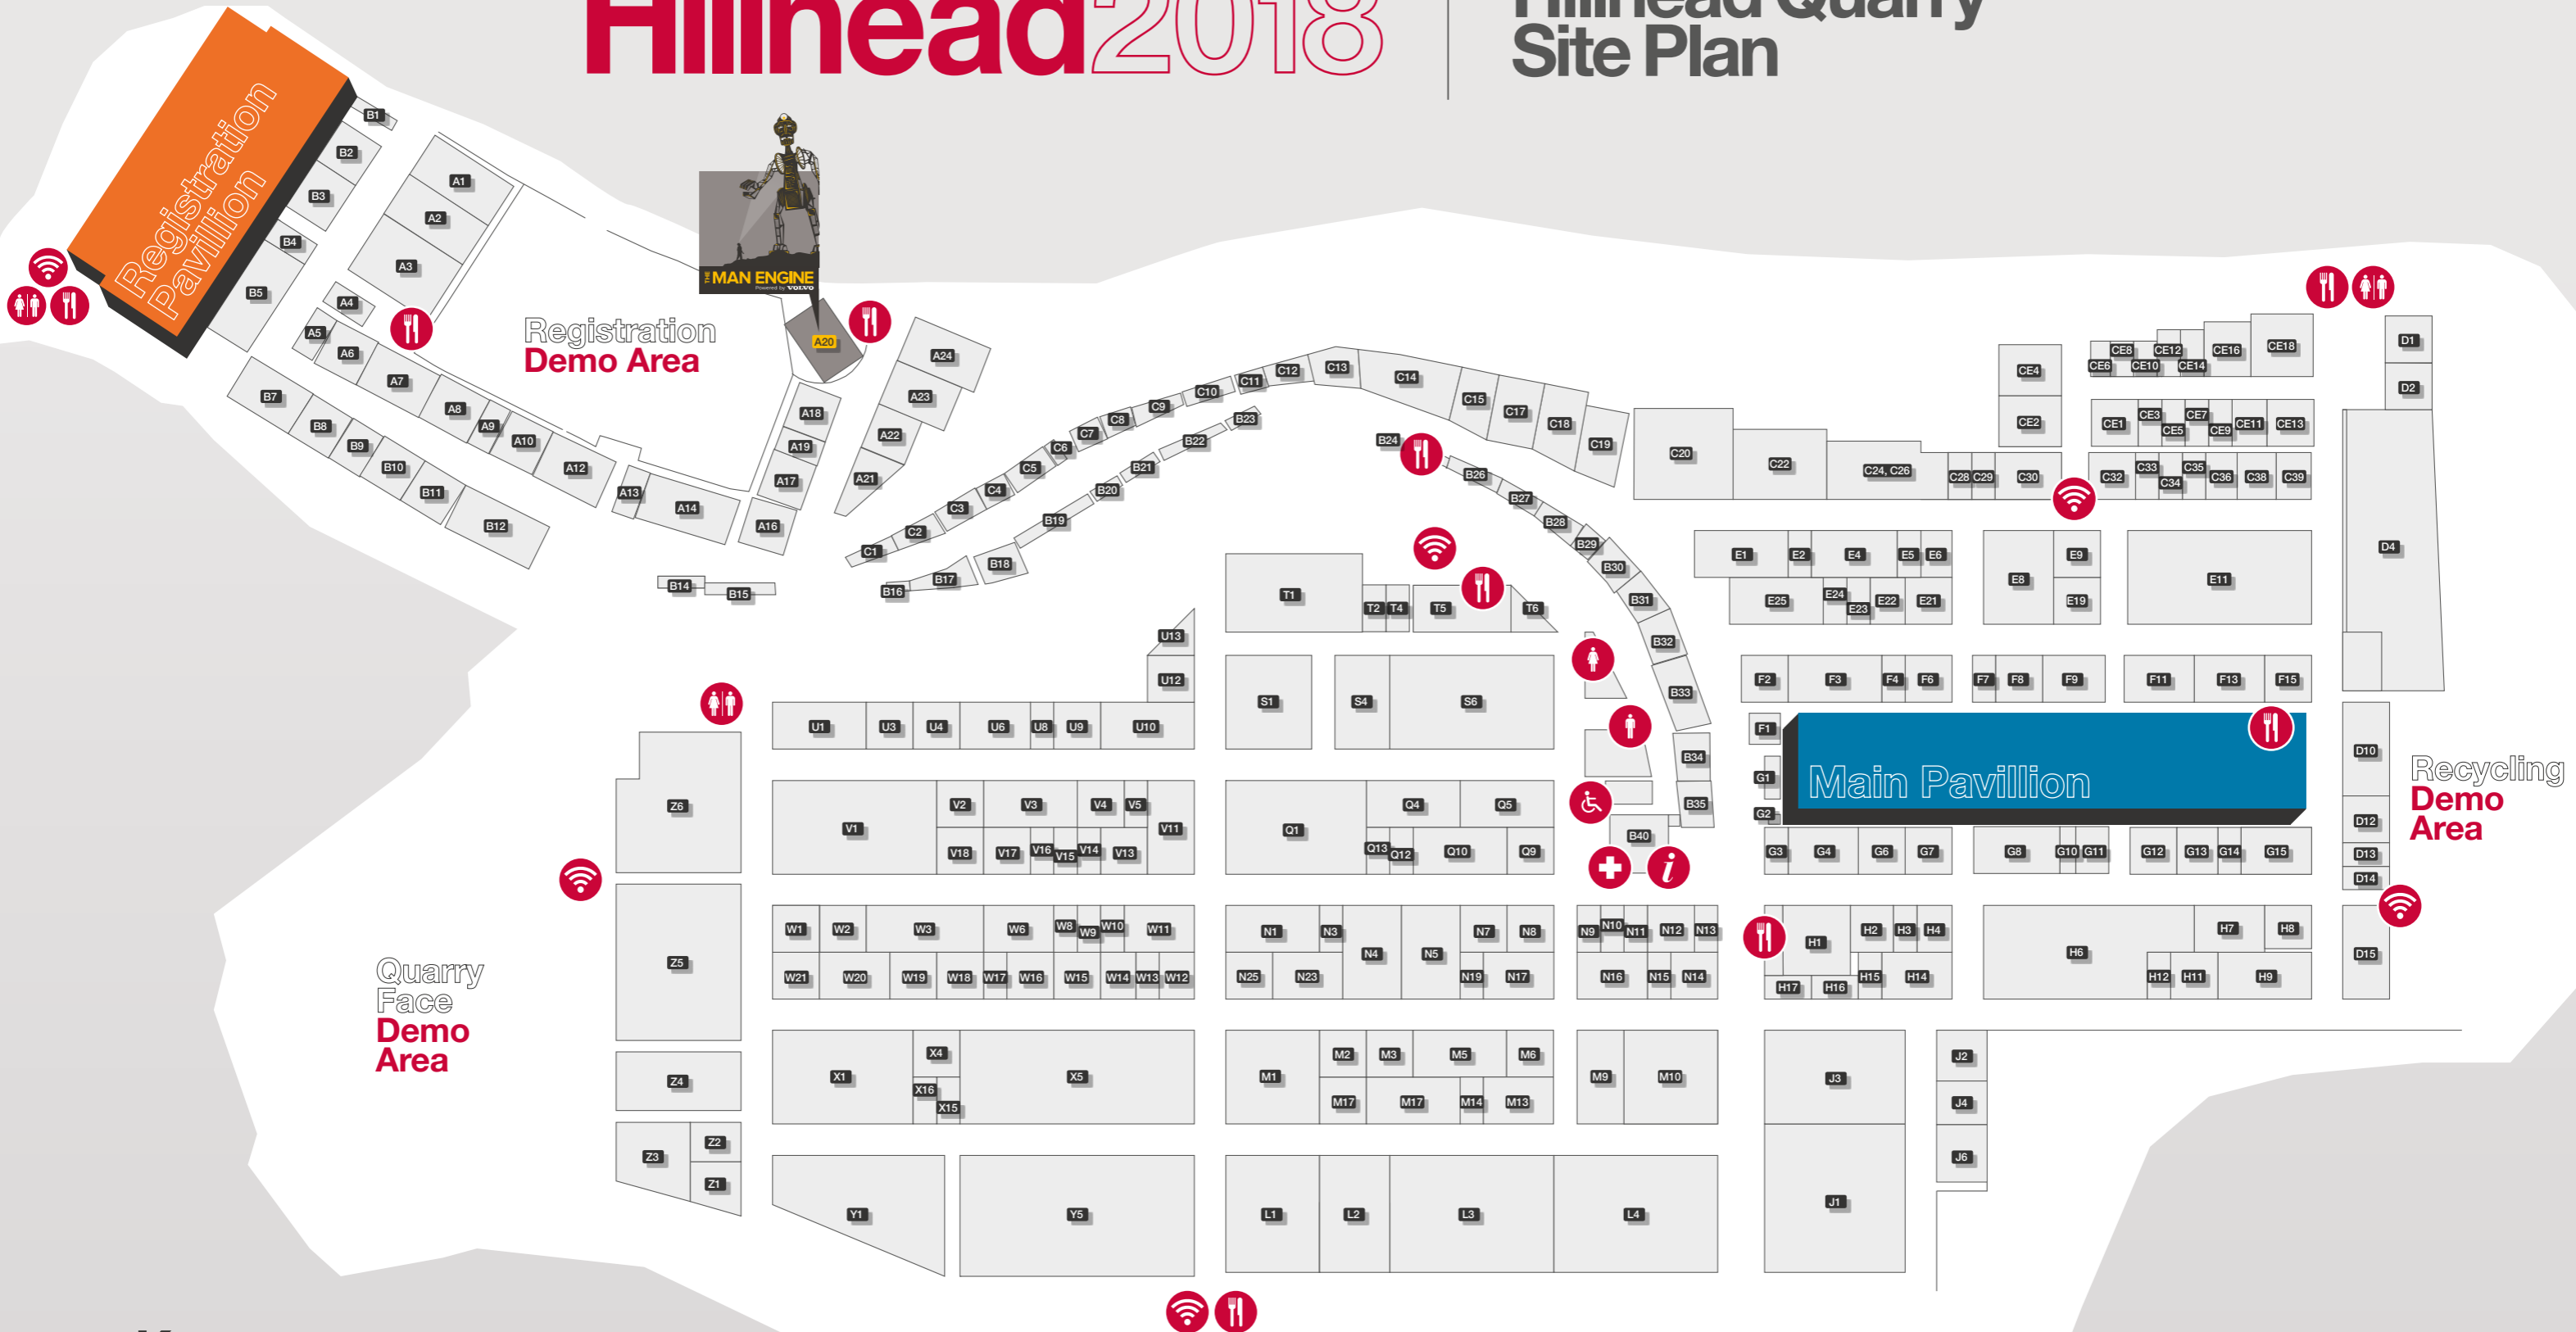 Hillhead2018
Hillhead Quarry
Site Plan
Registration
Pavillion
B1
B2
B3
B4
B5
A1
A2
A3
A4
A5
A6
A7
A8
A9
A10
A12
A13
A14
A16
A17
A19
A18
B7
B8
B9
B10
B11
B12
B14
B15
Registration
Demo Area
THE MAN ENGINE
Powered by VOLVO
A20
A24
A23
A22
A21
C1
C2
C3
C4
C5
C6
C7
C8
C9
C10
C11
C12
C13
C14
C15
C17
C18
C19
C20
C22
C24, C26
C28
C29
C30
C32
C33
C34
C35
C36
C38
C39
B16
B17
B18
B19
B20
B21
B22
B23
B24
B26
B27
B28
B29
B30
B31
B32
B33
B34
B35
B40
CE4
CE2
CE6
CE8
CE10
CE12
CE14
CE16
CE18
CE1
CE3
CE5
CE7
CE9
CE11
CE13
D1
D2
D4
D10
D12
D13
D14
D15
E1
E2
E4
E5
E6
E25
E24
E23
E22
E21
E8
E9
E19
E11
F2
F3
F4
F6
F7
F8
F9
F11
F13
F15
F1
G1
G2
Main Pavillion
Recycling
Demo
Area
G3
G4
G6
G7
G8
G10
G11
G12
G13
G14
G15
H1
H2
H3
H4
H17
H16
H15
H14
H6
H7
H8
H12
H11
H9
J3
J1
J2
J4
J6
T1
T2
T4
T5
T6
S1
S4
S6
Q1
Q4
Q5
Q13
Q12
Q10
Q9
N1
N3
N4
N5
N7
N8
N25
N23
N19
N17
N9
N10
N11
N12
N13
N16
N15
N14
M1
M2
M3
M5
M6
M17
M17
M14
M13
M9
M10
L1
L2
L3
L4
U13
U12
U1
U3
U4
U6
U8
U9
U10
V1
V2
V3
V4
V5
V11
V18
V17
V16
V15
V14
V13
W1
W2
W3
W6
W8
W9
W10
W11
W21
W20
W19
W18
W17
W16
W15
W14
W13
W12
X1
X4
X16
X15
X5
Y1
Y5
Z6
Z5
Z4
Z3
Z2
Z1
Quarry
Face
Demo
Area